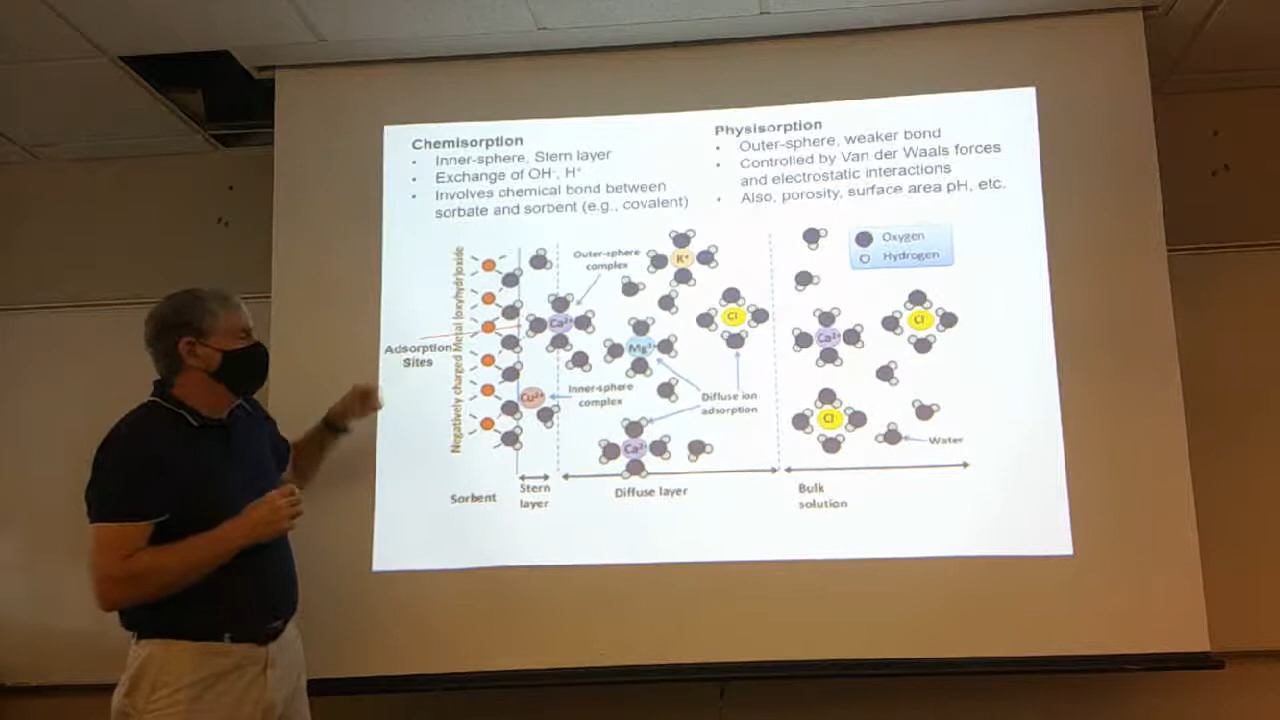 Chemisorption
• Inner-sphere, Stern layer
• Exchange of OH-, H+
• Involves chemical bond between
sorbate and sorbent (e.g., covalent)
Physisorption
• Outer-sphere, weaker bond
• Controlled by Van der Waals forces
and electrostatic interactions
• Also, porosity, surface area pH, etc.
Negatively charged Metal (oxyhydr)oxide
Adsorption
Sites
Outer-sphere
complex
K+
Ca2+
Cl-
Mg2+
Cu2+
Inner-sphere
complex
Diffuse ion
adsorption
Ca2+
Oxygen
Hydrogen
Ca2+
Cl-
Cl-
Water
Sorbent
Stern
layer
Diffuse layer
Bulk
solution